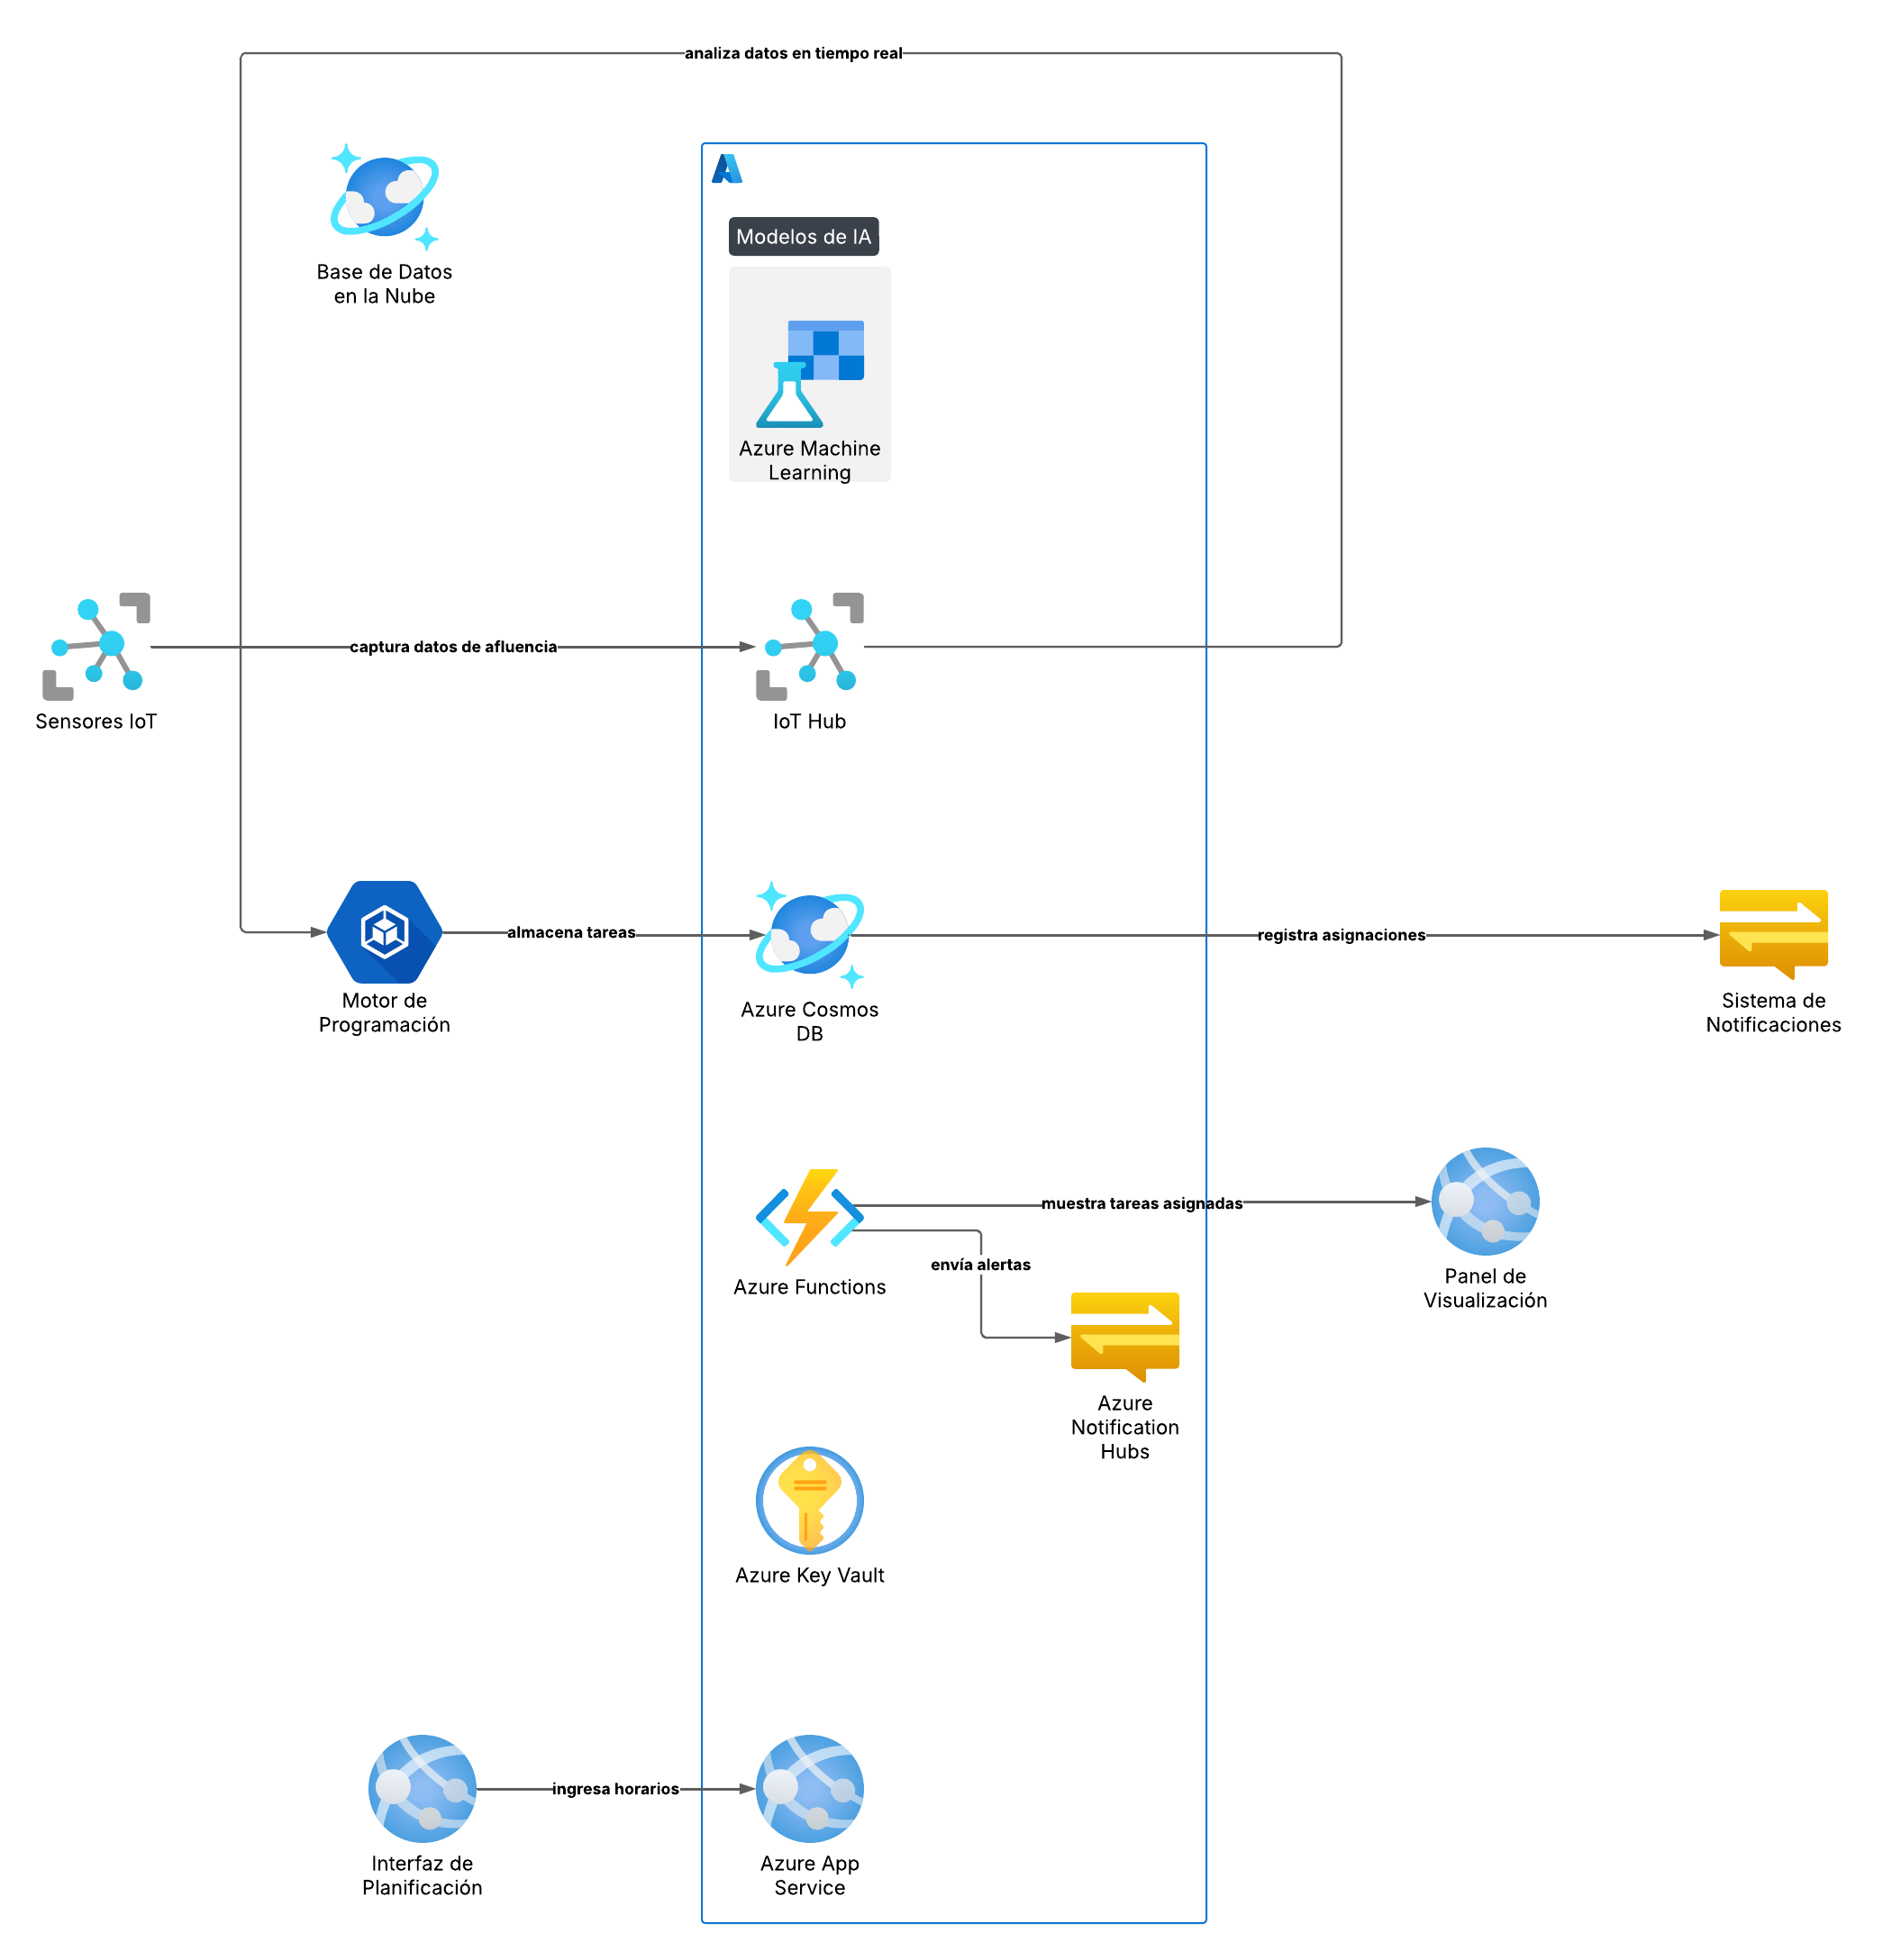 analiza datos en tiempo real
Base de Datos
en la Nube
Modelos de IA
Azure Machine
Learning
captura datos de afluencia
Sensores IoT
IoT Hub
almacena tareas
registra asignaciones
Motor de
Programación
Azure Cosmos
DB
Sistema de
Notificaciones
muestra tareas asignadas
envía alertas
Azure Functions
Panel de
Visualización
Azure
Notification
Hubs
Azure Key Vault
ingresa horarios
Interfaz de
Planificación
Azure App
Service